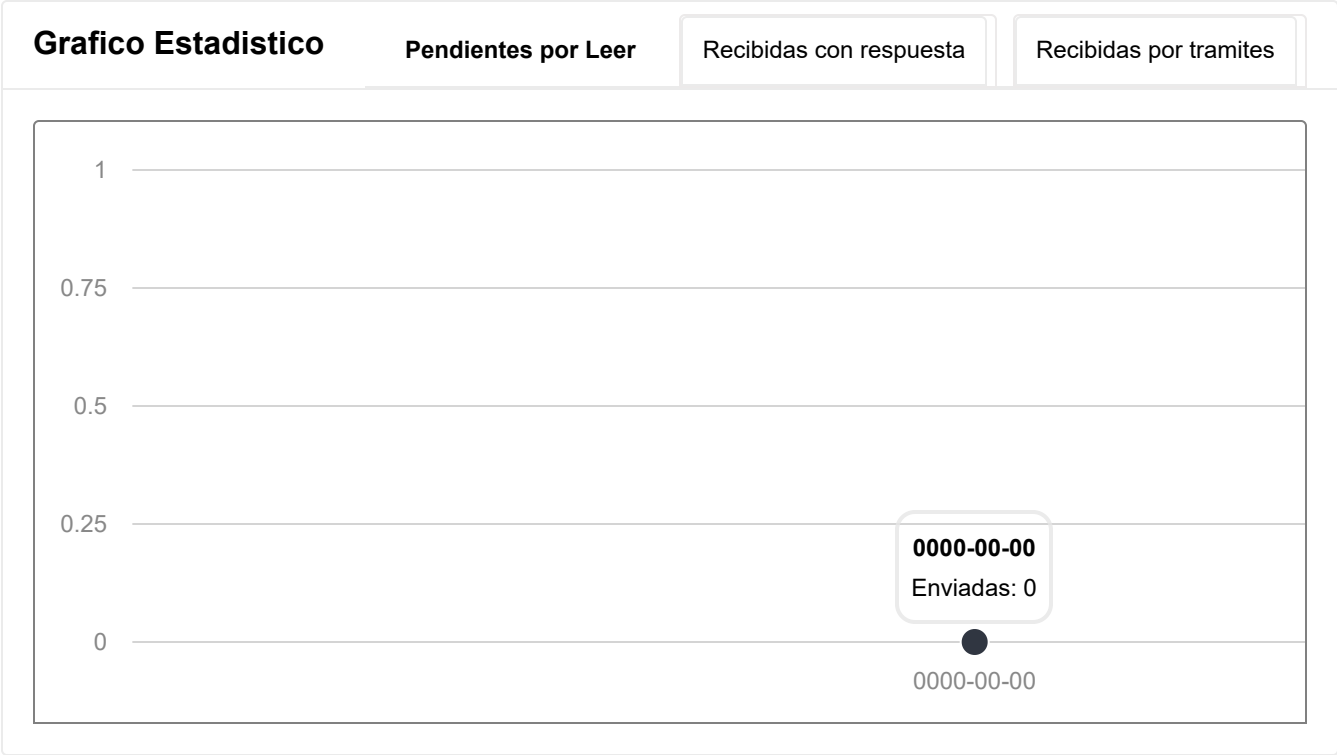 Grafico Estadistico
Pendientes por Leer
Recibidas con respuesta
Recibidas por tramites
1
0.75
0.5
0.25
0000-00-00
Enviadas: 0
0
0000-00-00